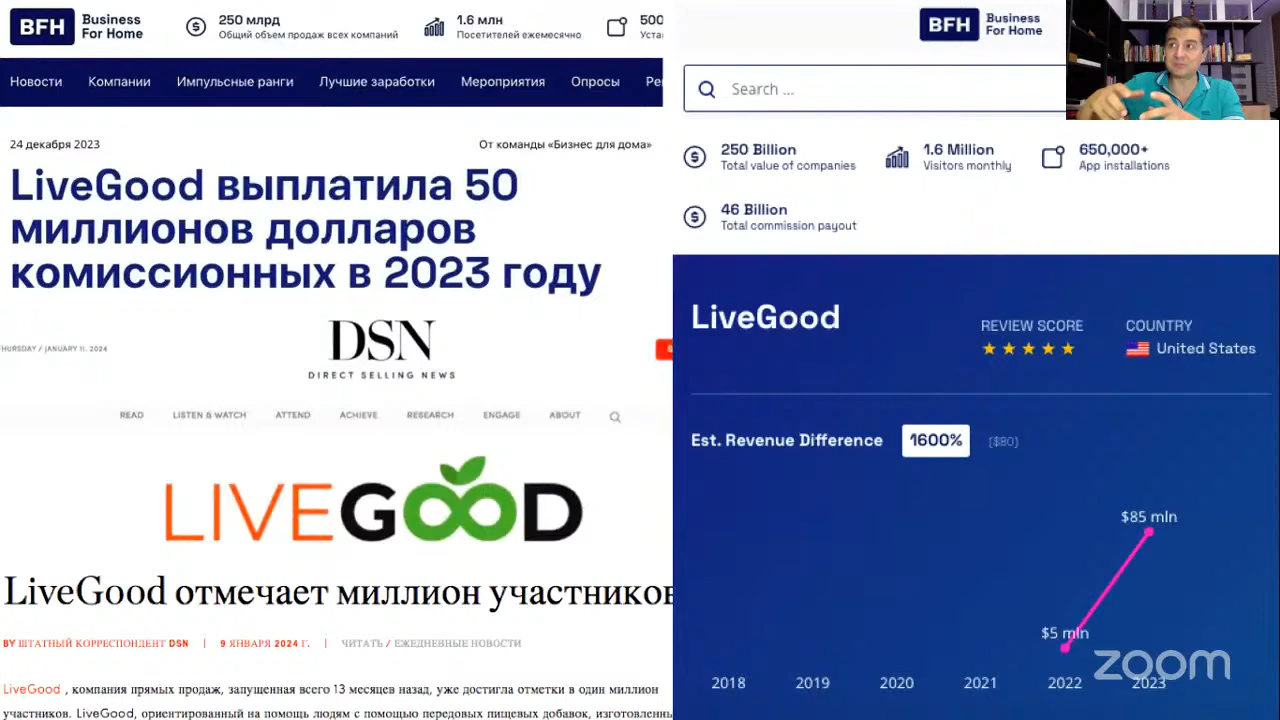 BFH Business For Home
250 млрд
Общий объем продаж всех компаний
1.6 млн
Посетителей ежемесячно
500
Уста
Новости Компании Импульсные ранги Лучшие заработки Мероприятия Опросы Ре
24 декабря 2023 От команды «Бизнес для дома»
LiveGood выплатила 50
миллионов долларов
комиссионных в 2023 году
THURSDAY / JANUARY 11, 2024
DSN
DIRECT SELLING NEWS
READ LISTEN & WATCH ATTEND ACHIEVE RESEARCH ENGAGE ABOUT
LIVEGOOD
LiveGood отмечает миллион участников
BY ШТАТНЫЙ КОРРЕСПОНДЕНТ DSN | 9 ЯНВАРЯ 2024 Г. | ЧИТАТЬ / ЕЖЕДНЕВНЫЕ НОВОСТИ
LiveGood , компания прямых продаж, запущенная всего 13 месяцев назад, уже достигла отметки в один миллион
участников. LiveGood, ориентированный на помощь людям с помощью передовых пищевых добавок, изготовленны
BFH Business For Home
Search ...
250 Billion
Total value of companies
1.6 Million
Visitors monthly
650,000+
App installations
46 Billion
Total commission payout
LiveGood
REVIEW SCORE
COUNTRY
United States
Est. Revenue Difference 1600% ($80)
$85 mln
$5 mln
2018 2019 2020 2021 2022 2023
zoom